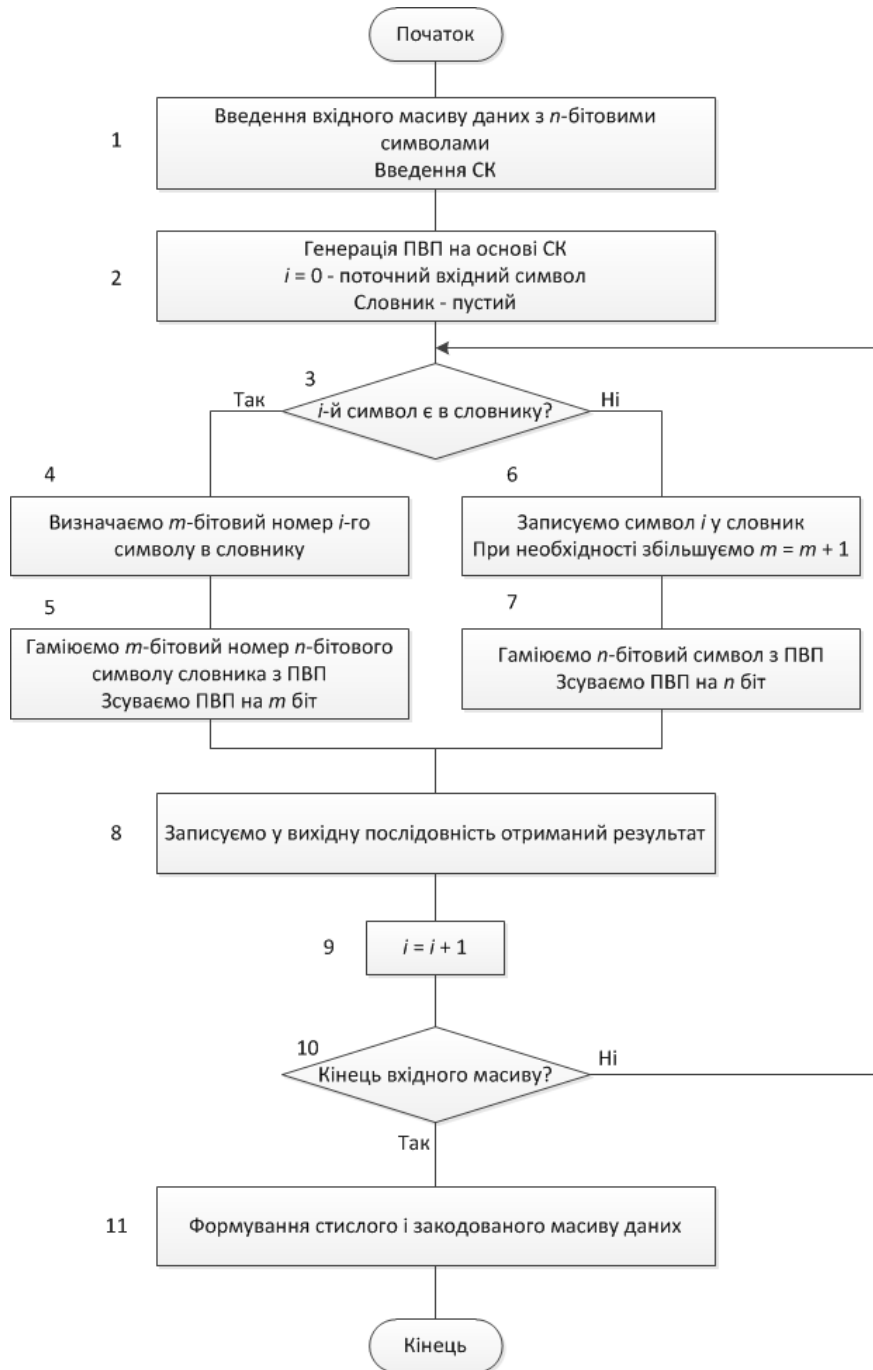 Початок
1
Введення вхідного масиву даних з n-бітовими
символами
Введення СК
2
Генерація ПВП на основі СК
i = 0 - поточний вхідний символ
Словник - пустий
3
Так
i-й символ є в словнику?
Ні
4
Визначаємо m-бітовий номер i-го
символу в словнику
5
Гаміюємо m-бітовий номер n-бітового
символу словника з ПВП
Зсуваємо ПВП на m біт
6
Записуємо символ i у словник
При необхідності збільшуємо m = m + 1
7
Гаміюємо n-бітовий символ з ПВП
Зсуваємо ПВП на n біт
8
Записуємо у вихідну послідовність отриманий результат
9
i = i + 1
10
Кінець вхідного масиву?
Ні
Так
11
Формування стислого і закодованого масиву даних
Кінець